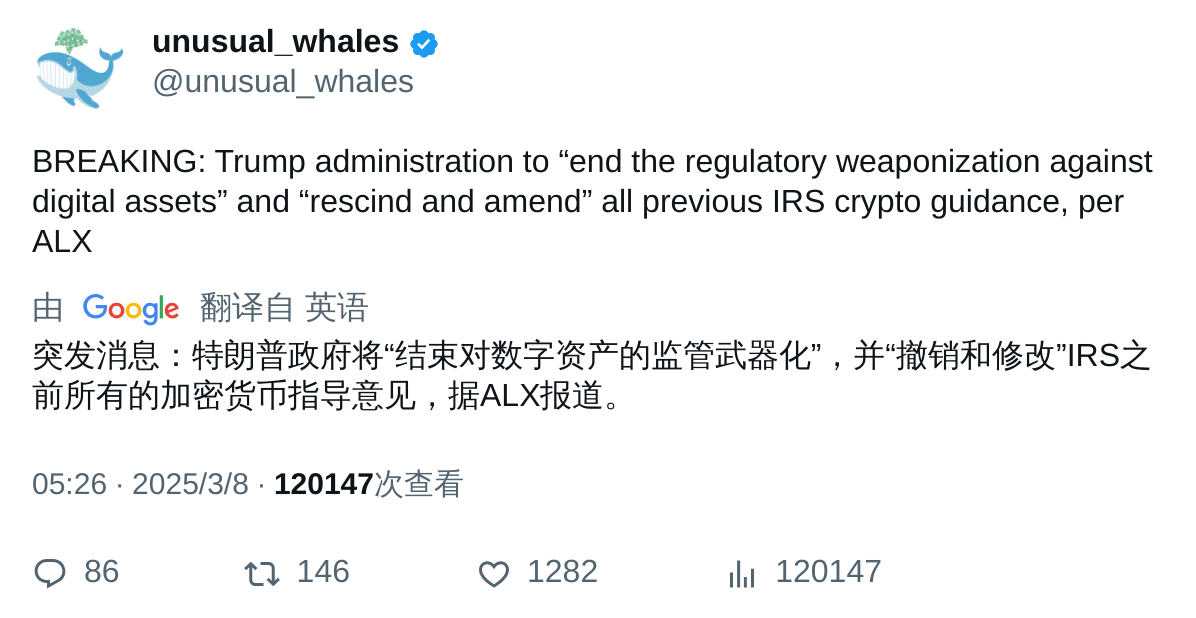 unusual_whales
@unusual_whales
BREAKING: Trump administration to “end the regulatory weaponization against
digital assets” and “rescind and amend” all previous IRS crypto guidance, per
ALX
由 Google 翻译自 英语
突发消息：特朗普政府将“结束对数字资产的监管武器化”，并“撤销和修改”IRS之
前所有的加密货币指导意见，据ALX报道。
05:26 · 2025/3/8 · 120147次查看
86 146 1282 120147